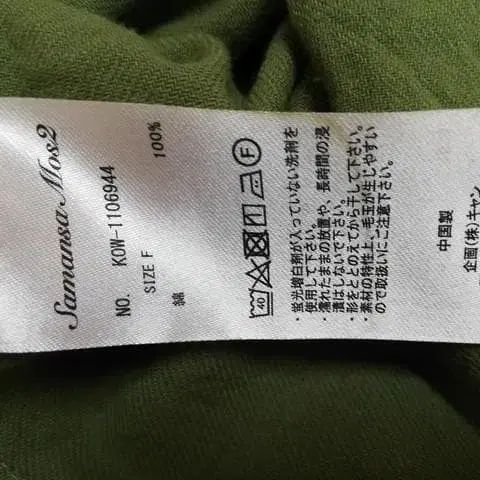 Samansa Mos2
NO. KOW-1106944
SIZE F
綿 100%
40
F
・蛍光増白剤が入っていない洗剤を
使用して下さい。
・濡れたままの放置や、長時間の浸
漬はしないで下さい。
・形をととのえてから干して下さい。
・素材の特性上、毛玉が生じやすい
ので取扱いにご注意下さい。
中国製
企画(株)キャン